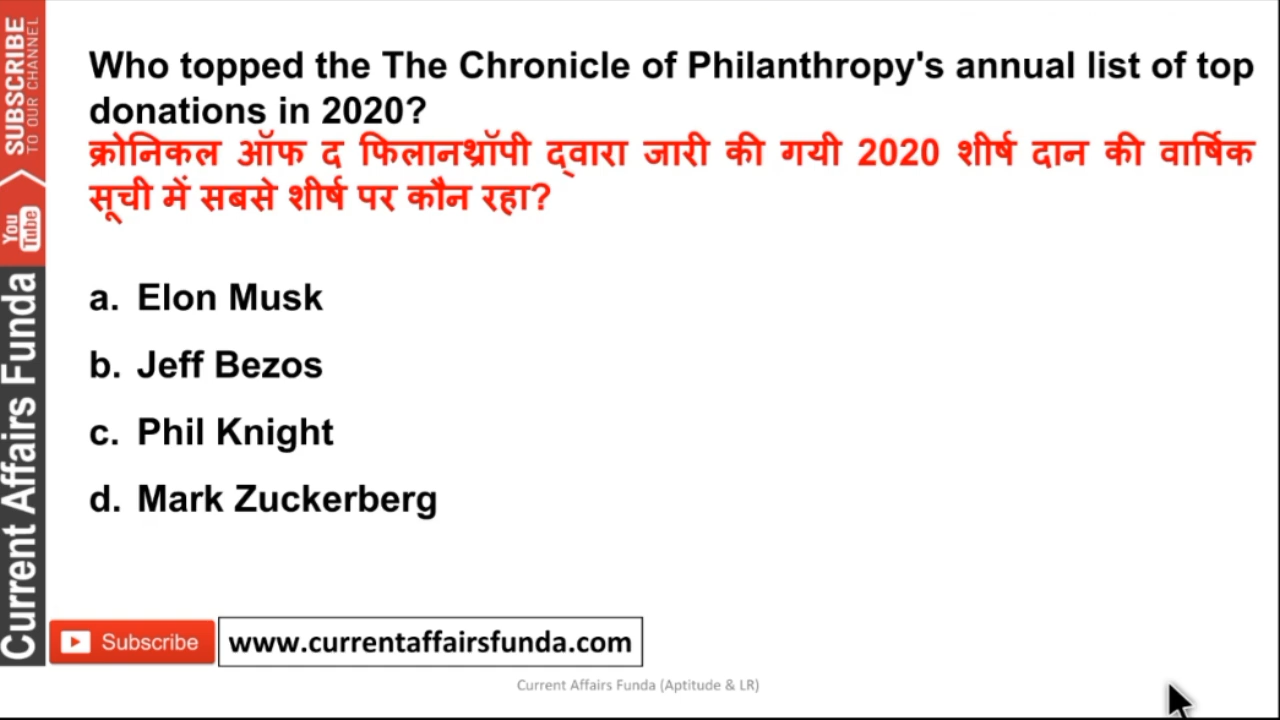 Who topped the The Chronicle of Philanthropy's annual list of top
donations in 2020?
क्रोनिकल ऑफ द फिलानथ्रॉपी द्वारा जारी की गयी 2020 शीर्ष दान की वार्षिक
सूची में सबसे शीर्ष पर कौन रहा?
a. Elon Musk
b. Jeff Bezos
c. Phil Knight
d. Mark Zuckerberg
SUBSCRIBE
TO OUR CHANNEL
You
Tube
Current Affairs Funda
Subscribe
www.currentaffairsfunda.com
Current Affairs Funda (Aptitude & LR)